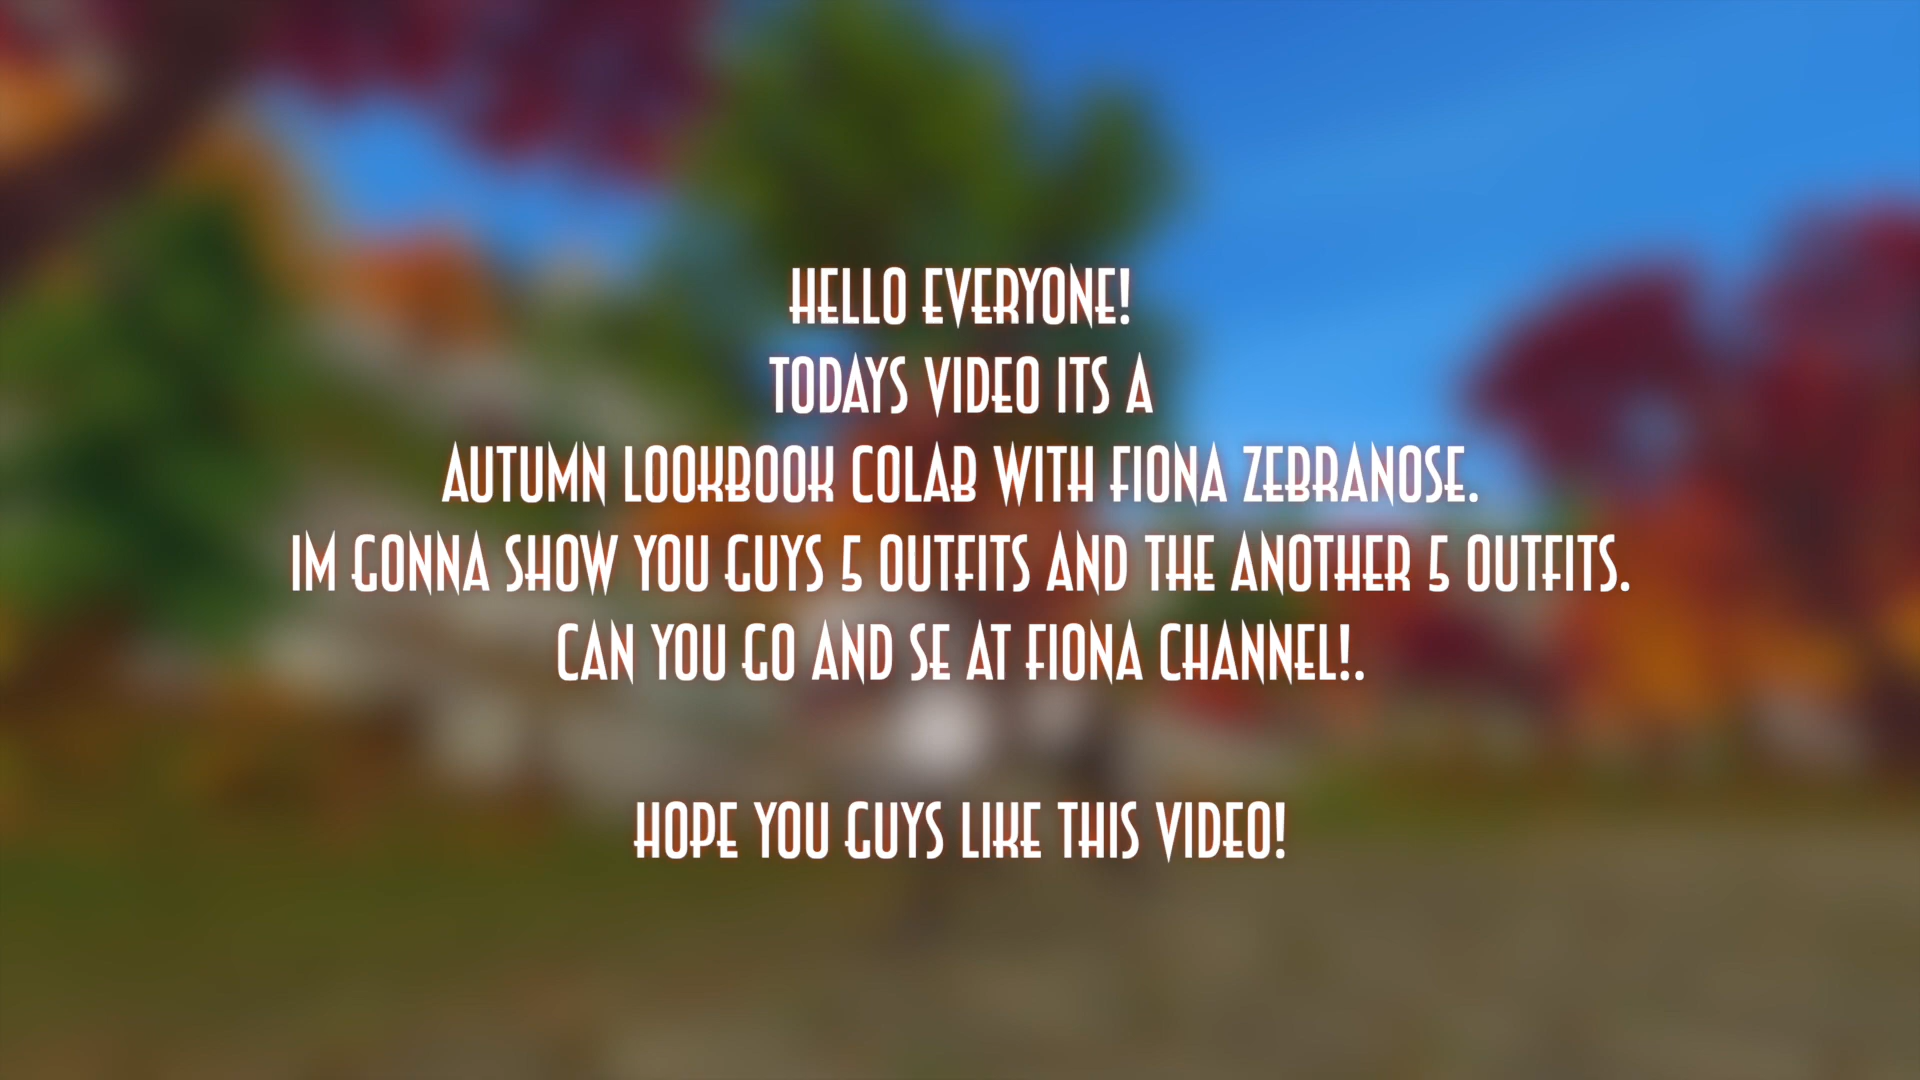 HELLO EVERYONE!
TODAYS VIDEO ITS A
AUTUMN LOOKBOOK COLAB WITH FIONA ZEBRANOSE.
IM GONNA SHOW YOU GUYS 5 OUTFITS AND THE ANOTHER 5 OUTFITS.
CAN YOU GO AND SE AT FIONA CHANNEL!.
HOPE YOU GUYS LIKE THIS VIDEO!